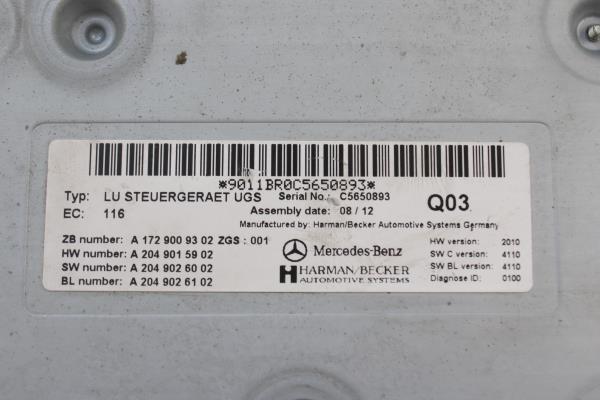 *9011BR0C5650893*
Typ: LU STEUERGERAET UGS Serial No.: C5650893 Q03
EC: 116 Assembly date: 08 / 12
Manufactured by: Harman/Becker Automotive Systems Germany
ZB number: A 172 900 93 02 ZGS : 001 Mercedes-Benz HW version: 2010
HW number: A 204 901 59 02 SW C version: 4110
SW number: A 204 902 60 02 HARMAN/BECKER SW BL version: 4110
BL number: A 204 902 61 02 AUTOMOTIVE SYSTEMS Diagnose ID: 0100